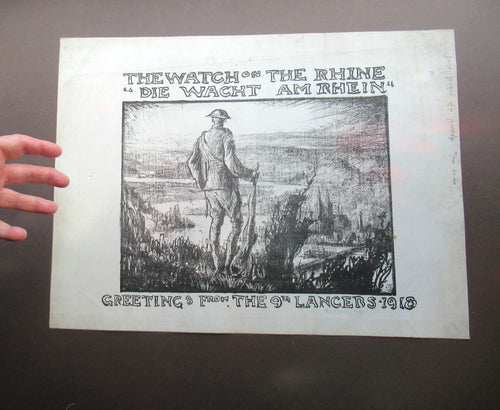 THE WATCH ON THE RHINE
"DIE WACHT AM RHEIN"
GREETINGS FROM THE 9TH LANCERS-1918